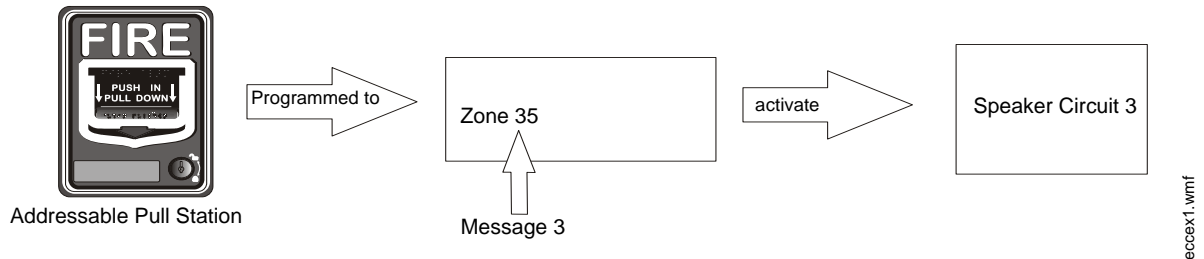 FIRE
PUSH IN
PULL DOWN
Addressable Pull Station
Programmed to
Zone 35
Message 3
activate
Speaker Circuit 3
eccex1.wmf